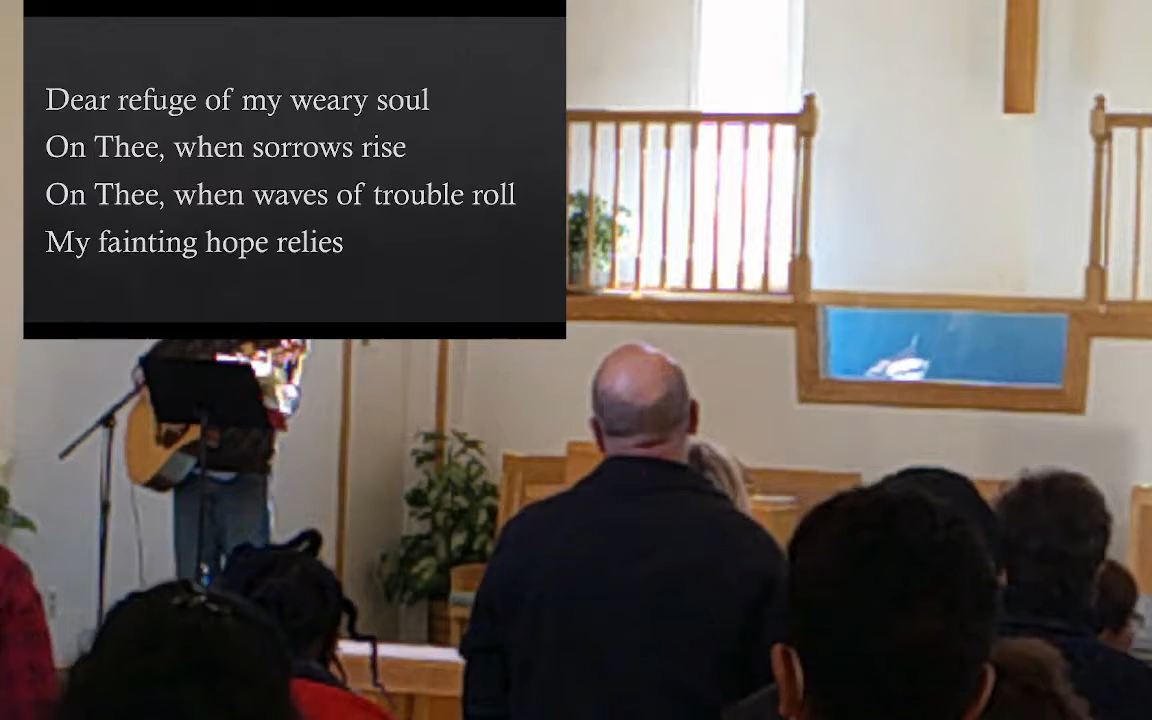 Dear refuge of my weary soul
On Thee, when sorrows rise
On Thee, when waves of trouble roll
My fainting hope relies